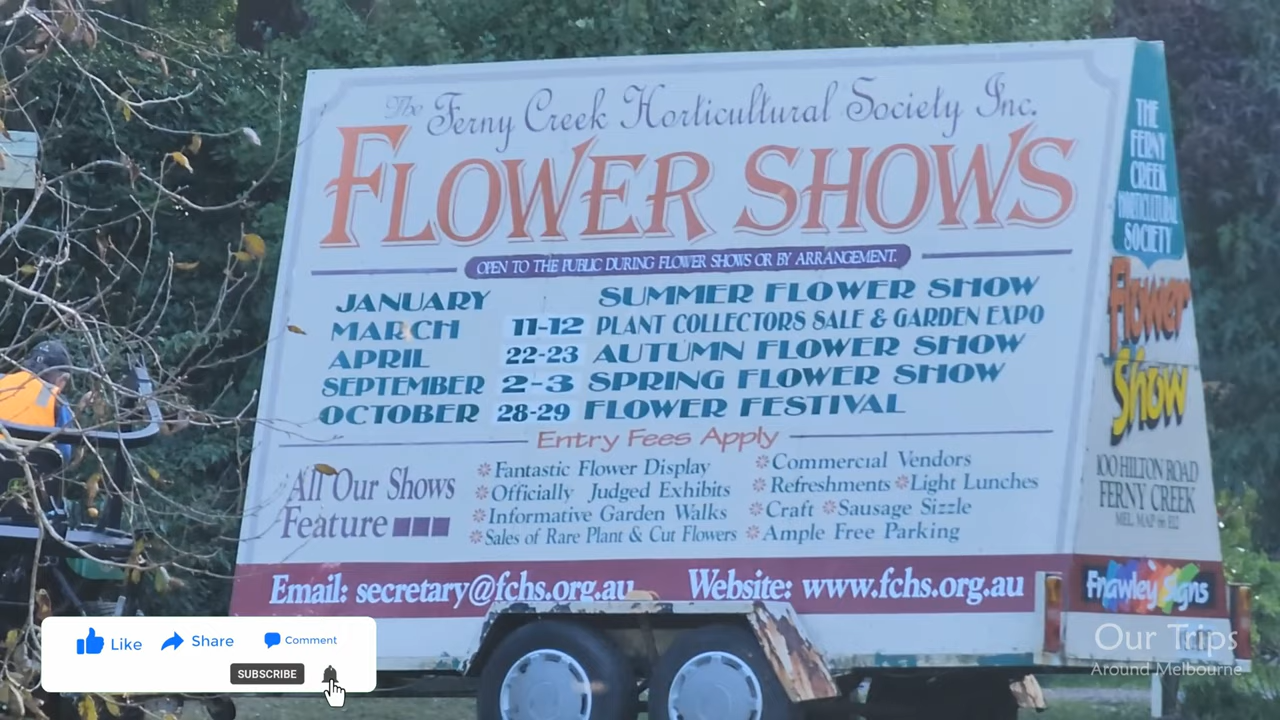 The Ferny Creek Horticultural Society Inc.
FLOWER SHOWS
OPEN TO THE PUBLIC DURING FLOWER SHOWS OR BY ARRANGEMENT.
JANUARY SUMMER FLOWER SHOW
MARCH 11-12 PLANT COLLECTORS SALE & GARDEN EXPO
APRIL 22-23 AUTUMN FLOWER SHOW
SEPTEMBER 2-3 SPRING FLOWER SHOW
OCTOBER 28-29 FLOWER FESTIVAL
Entry Fees Apply
All Our Shows
Feature
Fantastic Flower Display
Officially Judged Exhibits
Informative Garden Walks
Sales of Rare Plant & Cut Flowers
Commercial Vendors
Refreshments Light Lunches
Craft Sausage Sizzle
Ample Free Parking
Email: secretary@fchs.org.au Website: www.fchs.org.au
THE
FERNY
CREEK
HORTICULTURAL
SOCIETY
Flower
Show
100 HILTON ROAD
FERNY CREEK
MEL. MAP 66 E12
Frawley Signs
Like Share Comment
SUBSCRIBE
Our Trips
Around Melbourne